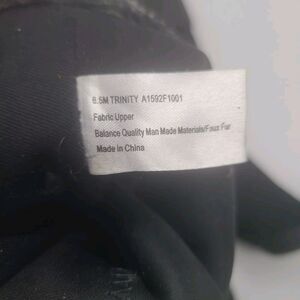 6.5M TRINITY A1592F1001
Fabric Upper
Balance Quality Man Made Materials/Faux Fur
Made in China